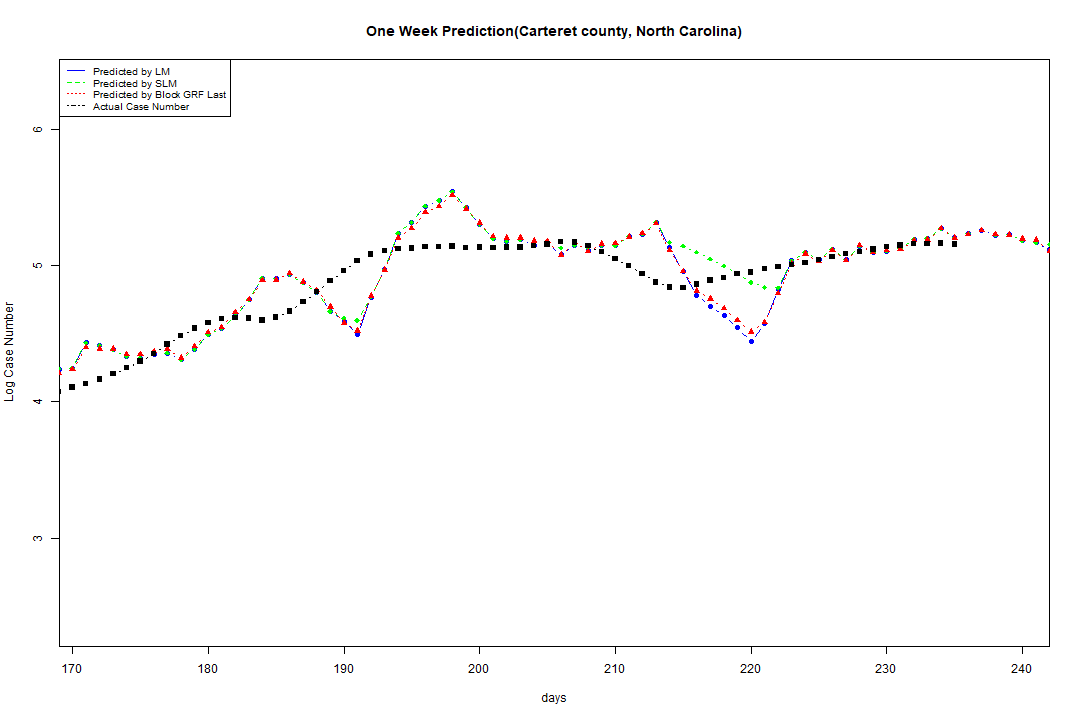 One Week Prediction(Carteret county, North Carolina)
Predicted by LM
Predicted by SLM
Predicted by Block GRF Last
Actual Case Number
6
5
4
3
Log Case Number
170 180 190 200 210 220 230 240
days